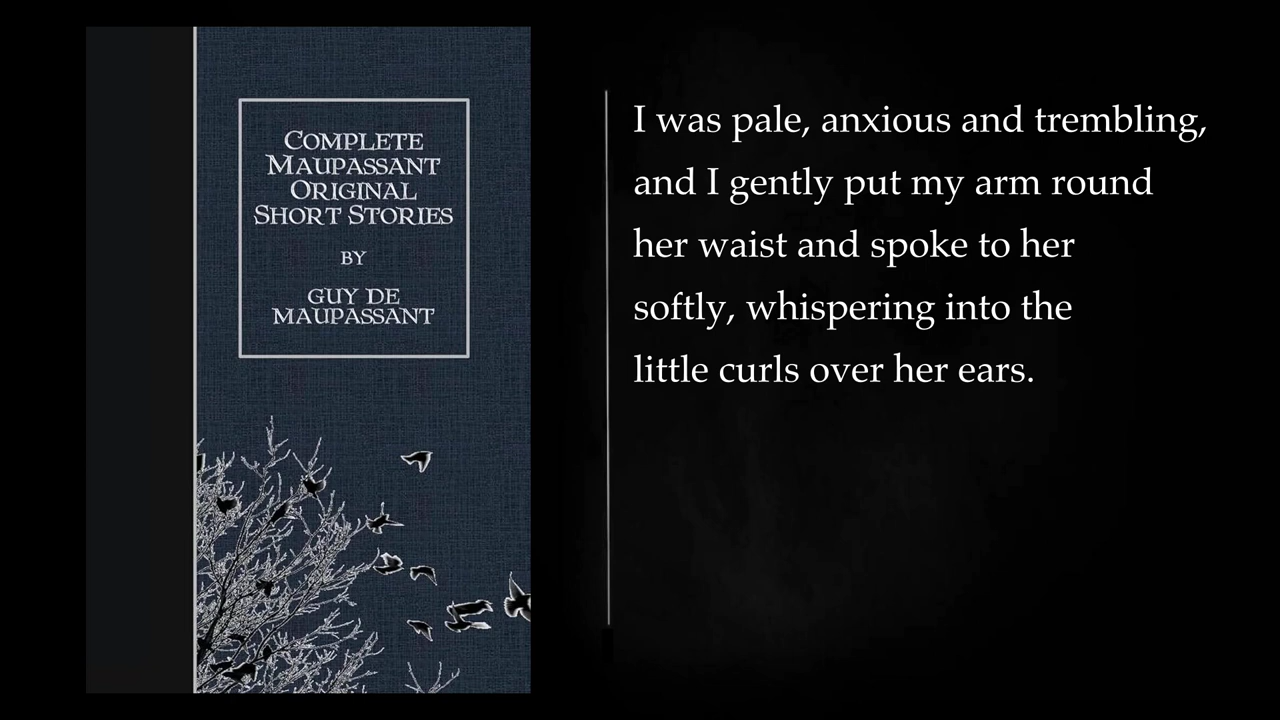 COMPLETE
MAUPASSANT
ORIGINAL
SHORT STORIES
BY
GUY DE
MAUPASSANT
I was pale, anxious and trembling,
and I gently put my arm round
her waist and spoke to her
softly, whispering into the
little curls over her ears.